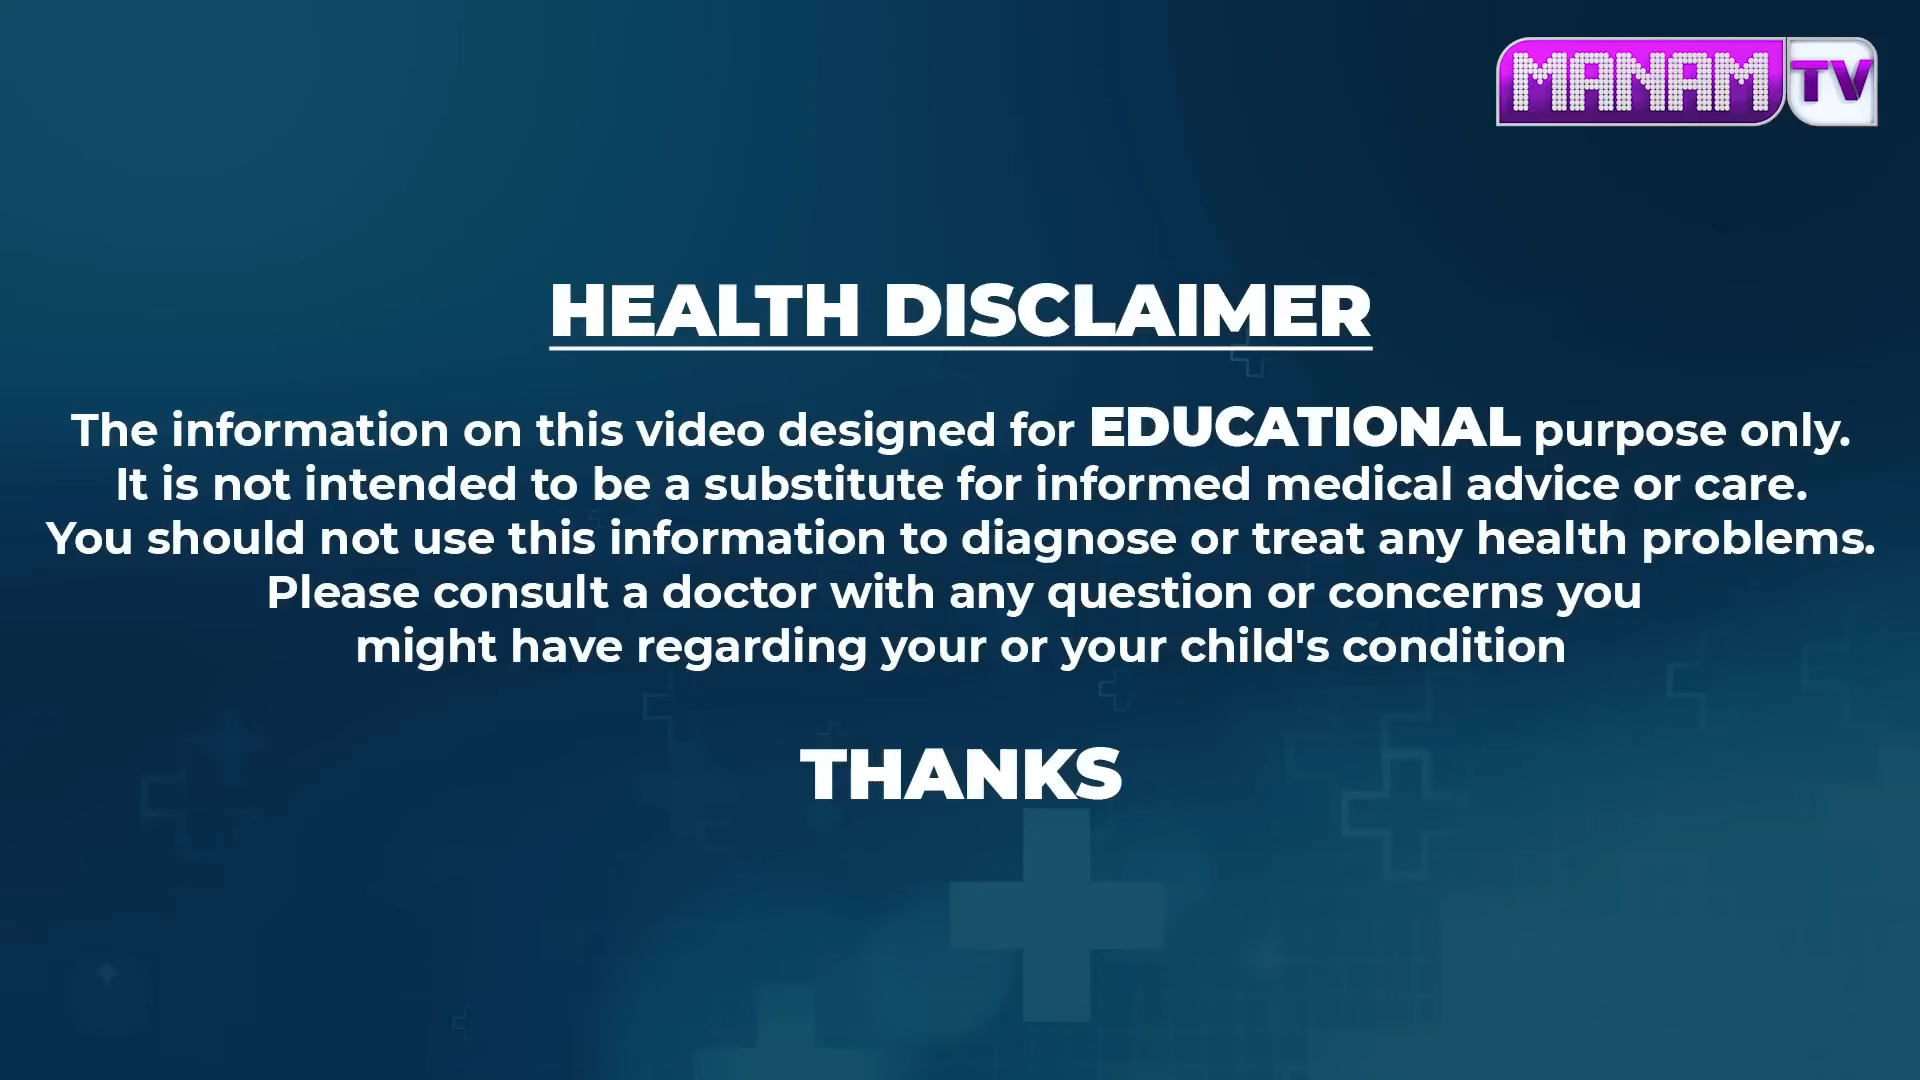 MANAM TV
HEALTH DISCLAIMER
The information on this video designed for EDUCATIONAL purpose only.
It is not intended to be a substitute for informed medical advice or care.
You should not use this information to diagnose or treat any health problems.
Please consult a doctor with any question or concerns you
might have regarding your or your child's condition
THANKS